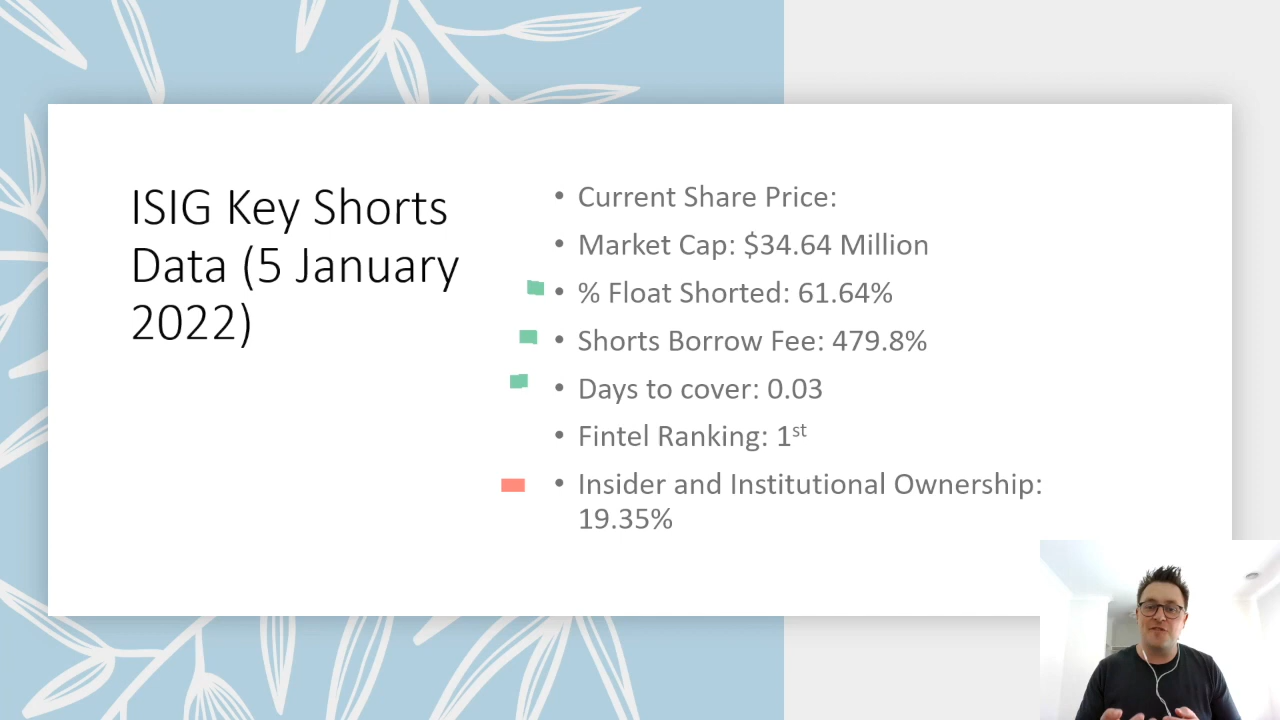 ISIG Key Shorts
Data (5 January
2022)
• Current Share Price:
• Market Cap: $34.64 Million
• % Float Shorted: 61.64%
• Shorts Borrow Fee: 479.8%
• Days to cover: 0.03
• Fintel Ranking: 1st
• Insider and Institutional Ownership:
19.35%